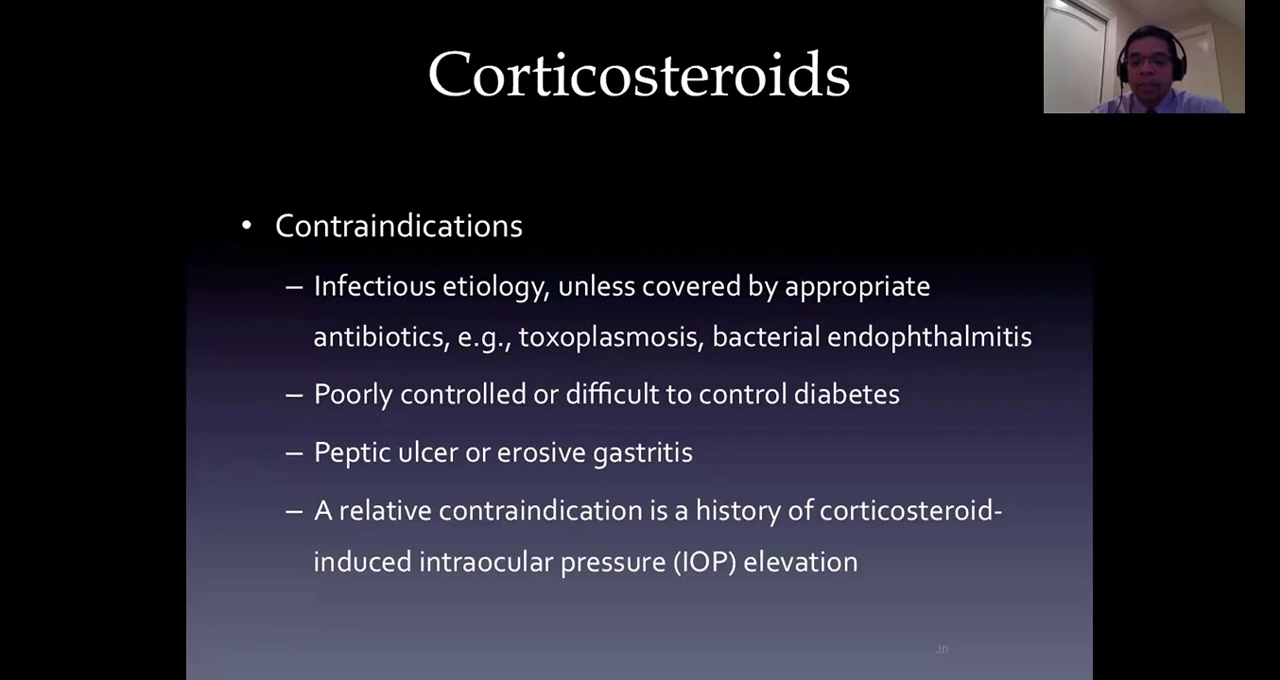 Corticosteroids
• Contraindications
– Infectious etiology, unless covered by appropriate
antibiotics, e.g., toxoplasmosis, bacterial endophthalmitis
– Poorly controlled or difficult to control diabetes
– Peptic ulcer or erosive gastritis
– A relative contraindication is a history of corticosteroid-
induced intraocular pressure (IOP) elevation
20